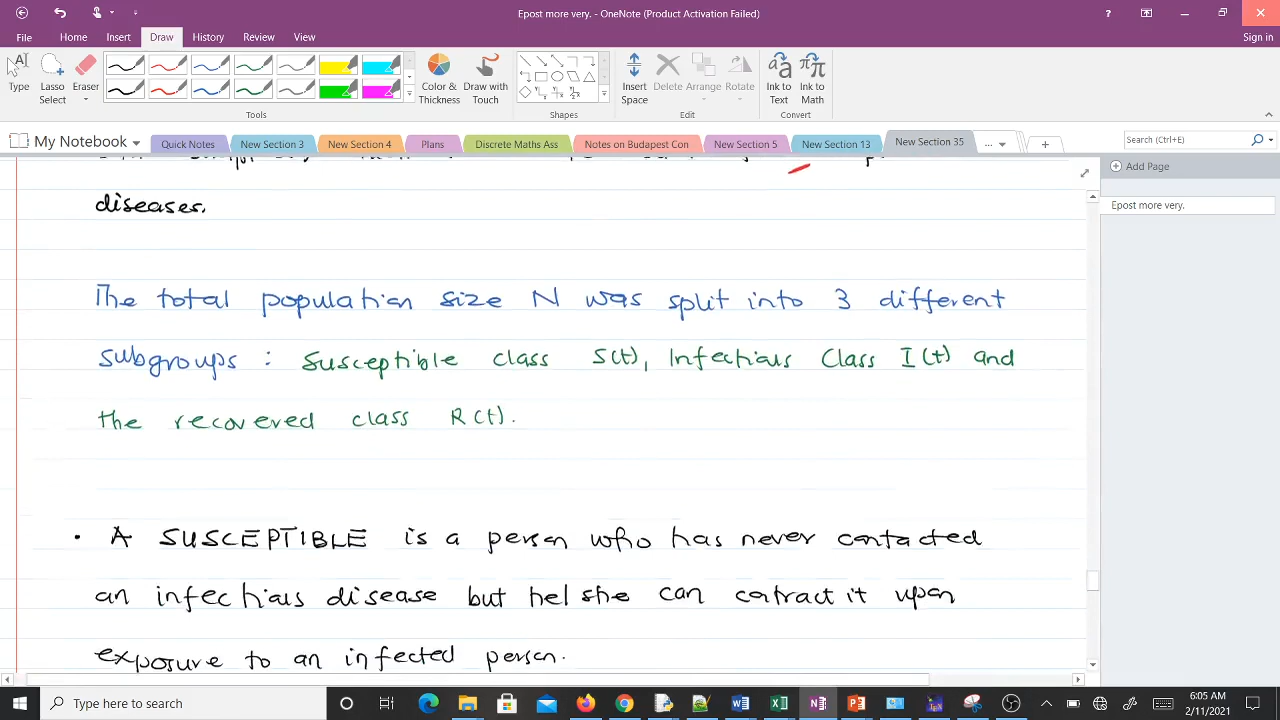 Epost more very. - OneNote (Product Activation Failed)
File Home Insert Draw History Review View Sign in
Type Lasso Select Eraser Color & Thickness Draw with Touch Insert Space Delete Arrange Rotate Ink to Text Ink to Math
Tools Shapes Edit Convert
My Notebook Quick Notes New Section 3 New Section 4 Plans Discrete Maths Ass Notes on Budapest Con New Section 5 New Section 13 New Section 35 ... Search (Ctrl+E)
Add Page
Epost more very.
diseases.
The total population size N was split into 3 different
subgroups : Susceptible class S(t), Infectious Class I(t) and
the recovered class R(t).
• A SUSCEPTIBLE is a person who has never contacted
an infectious disease but he/she can contract it upon
exposure to an infected person.
Type here to search
6:05 AM
2/11/2021